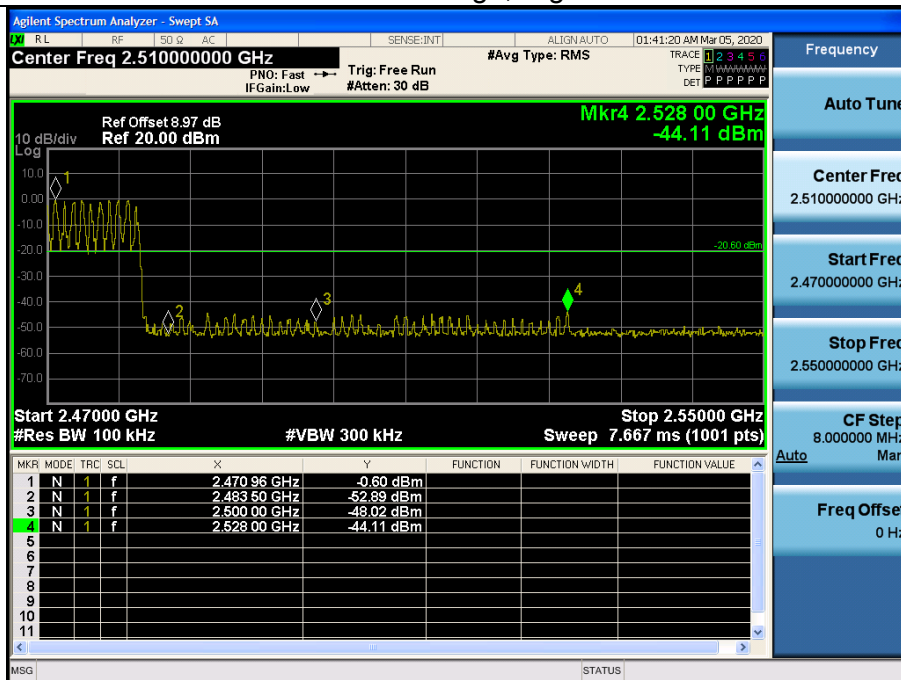 Agilent Spectrum Analyzer - Swept SA
LXI RL RF 50 Ω AC SENSE:INT ALIGN AUTO 01:41:20 AM Mar 05, 2020
Center Freq 2.510000000 GHz
PNO: Fast
IFGain:Low
Trig: Free Run
#Atten: 30 dB
#Avg Type: RMS
TRACE 1 2 3 4 5 6
TYPE M W W W W W
DET P P P P P P
Mkr4 2.528 00 GHz
-44.11 dBm
Ref Offset 8.97 dB
Ref 20.00 dBm
10 dB/div
Log
10.0
0.00
-10.0
-20.0
-30.0
-40.0
-50.0
-60.0
-70.0
1
2
3
4
-20.60 dBm
Start 2.47000 GHz
Stop 2.55000 GHz
#Res BW 100 kHz
#VBW 300 kHz
Sweep 7.667 ms (1001 pts)
MKR MODE TRC SCL X Y FUNCTION FUNCTION WIDTH FUNCTION VALUE
1 N 1 f 2.470 96 GHz -0.60 dBm
2 N 1 f 2.483 50 GHz -52.89 dBm
3 N 1 f 2.500 00 GHz -48.02 dBm
4 N 1 f 2.528 00 GHz -44.11 dBm
5
6
7
8
9
10
11
MSG
STATUS
Frequency
Auto Tune
Center Freq
2.510000000 GHz
Start Freq
2.470000000 GHz
Stop Freq
2.550000000 GHz
CF Step
8.000000 MHz
Auto Man
Freq Offset
0 Hz